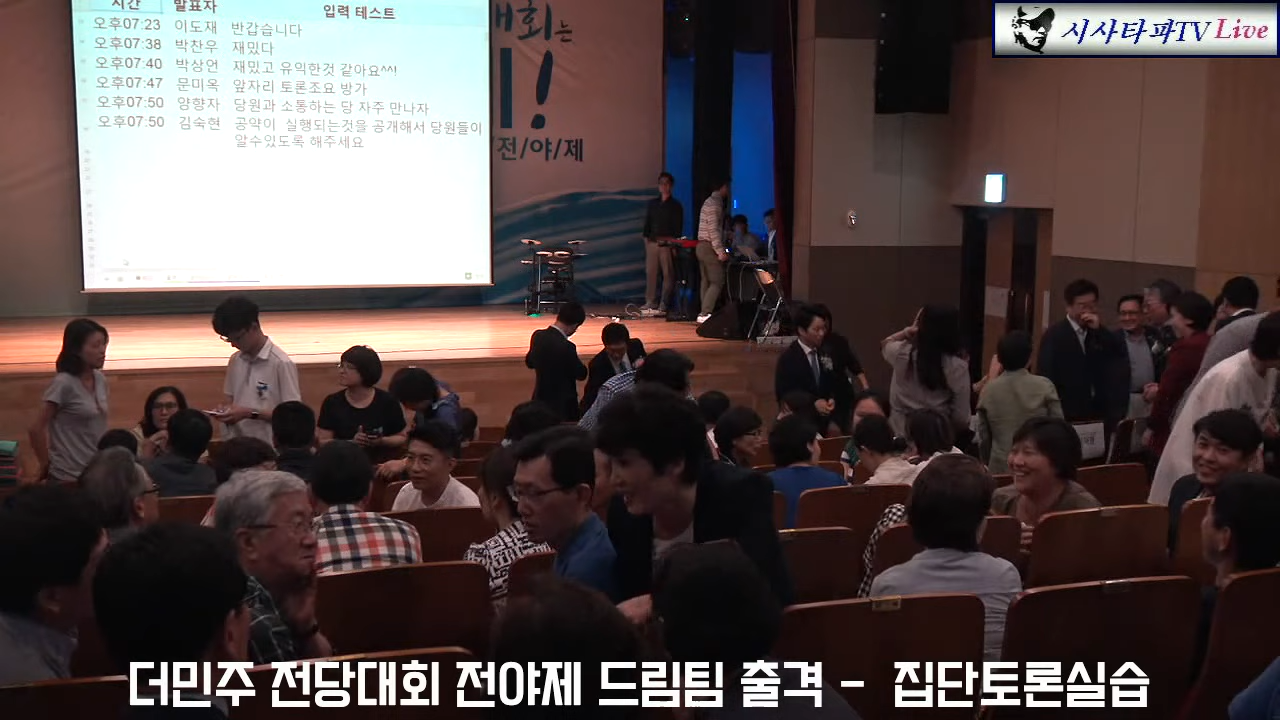 시간 발표자 입력 테스트
오후07:23 이도재 반갑습니다
오후07:38 박찬우 재밌다
오후07:40 박상언 재밌고 유익한것 같아요^^!
오후07:47 문미옥 앞자리 토론조요 방가
오후07:50 양향자 당원과 소통하는 당 자주 만나자
오후07:50 김숙현 공약이 실행되는것을 공개해서 당원들이
알수있도록 해주세요
대회는
/전/야/제
시사타파TV Live
더민주 전당대회 전야제 드림팀 출격 - 집단토론실습